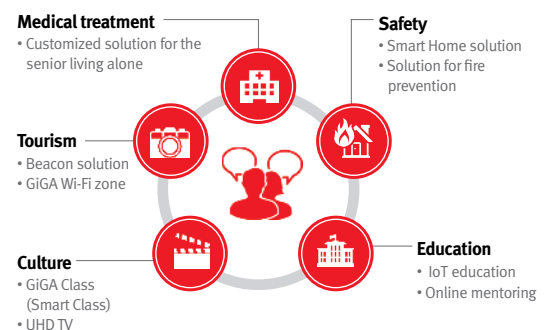 Medical treatment
• Customized solution for the
senior living alone
Safety
• Smart Home solution
• Solution for fire
prevention
Tourism
• Beacon solution
• GiGA Wi-Fi zone
Culture
• GiGA Class
(Smart Class)
• UHD TV
Education
• IoT education
• Online mentoring